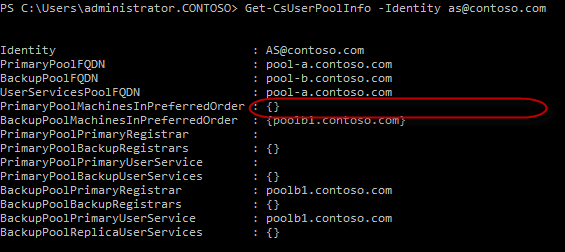 PS C:\Users\administrator.CONTOSO> Get-CsUserPoolInfo -Identity as@contoso.com
Identity : AS@contoso.com
PrimaryPoolFQDN : pool-a.contoso.com
BackupPoolFQDN : pool-b.contoso.com
UserServicesPoolFQDN : pool-a.contoso.com
PrimaryPoolMachinesInPreferredOrder : {}
BackupPoolMachinesInPreferredOrder : {poolb1.contoso.com}
PrimaryPoolPrimaryRegistrar :
PrimaryPoolBackupRegistrars : {}
PrimaryPoolPrimaryUserService :
PrimaryPoolBackupUserServices : {}
BackupPoolPrimaryRegistrar : poolb1.contoso.com
BackupPoolBackupRegistrars : {}
BackupPoolPrimaryUserService : poolb1.contoso.com
BackupPoolReplicaUserServices : {}